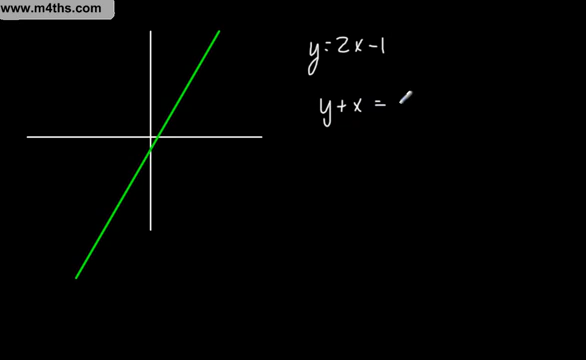 www.m4ths.com
y = 2x - 1
y + x =